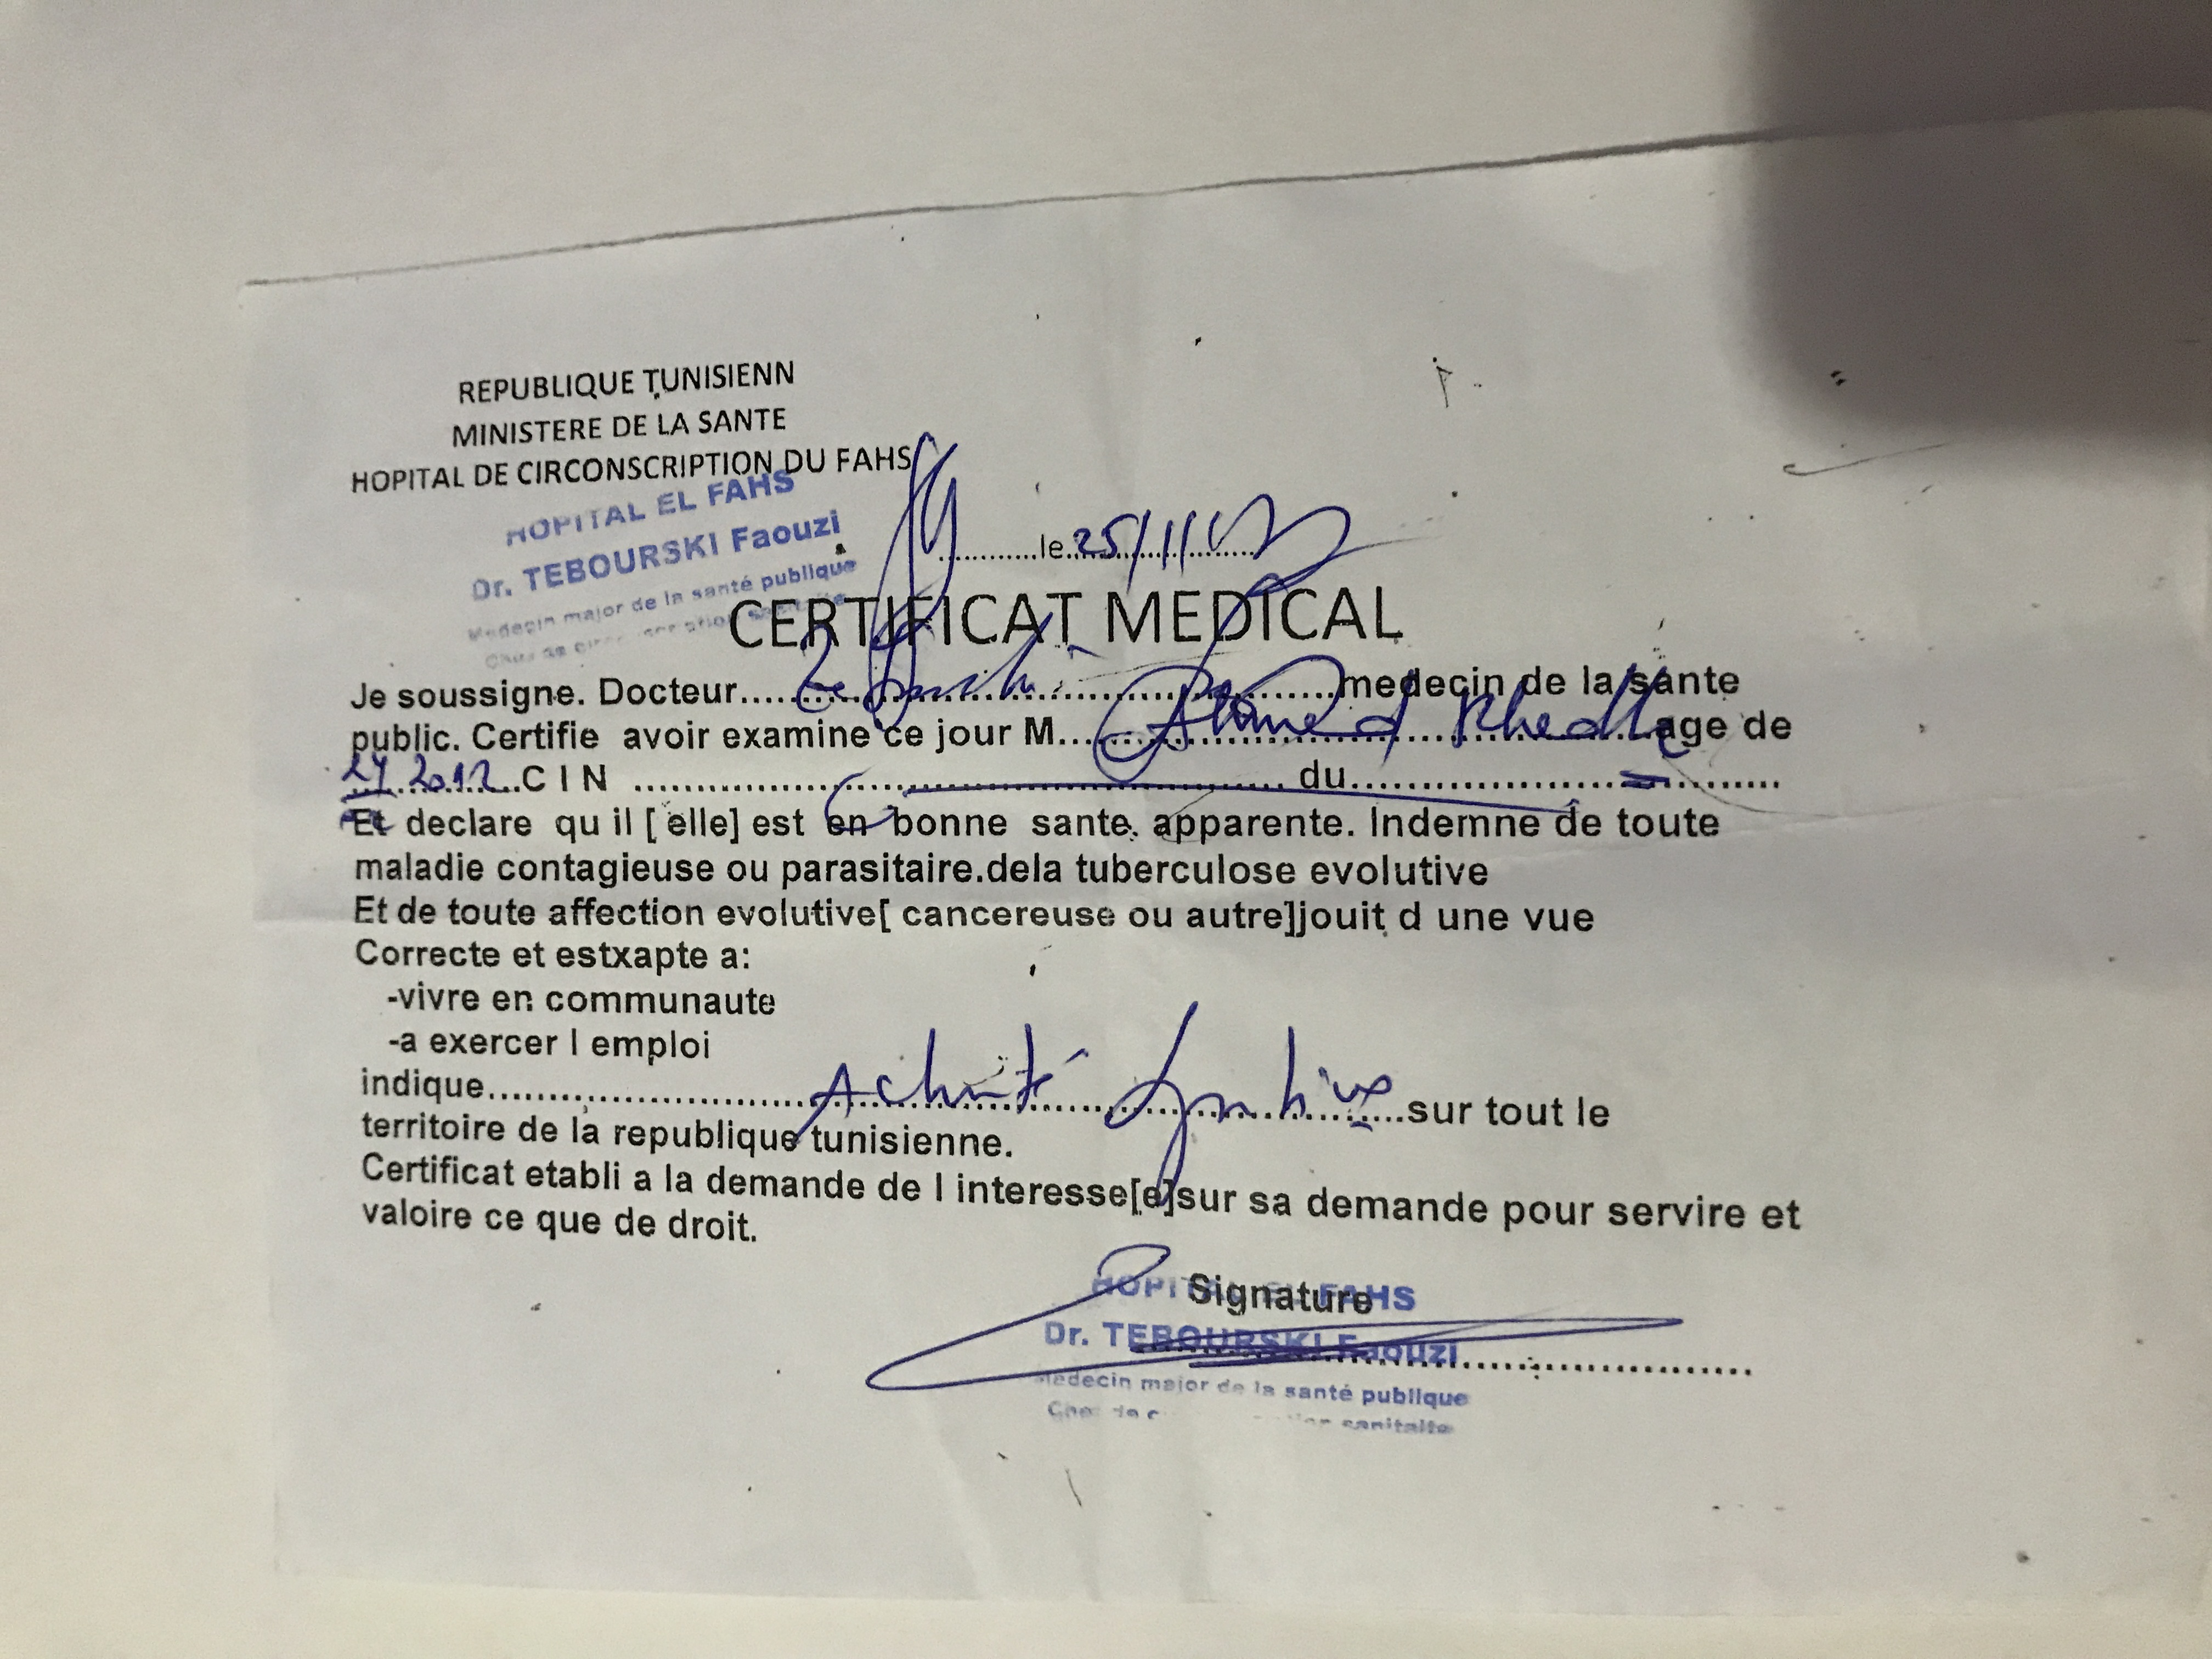 REPUBLIQUE TUNISIENN
MINISTERE DE LA SANTE
HOPITAL DE CIRCONSCRIPTION DU FAHS
HOPITAL EL FAHS
Dr. TEBOURSKI Faouzi
Medecin major de la santé publique
............le 25/11/
CERTIFICAT MEDICAL
Je soussigne. Docteur.... ....medecin de la sante
public. Certifie avoir examine ce jour M... Ahmed Khedh age de
2012..C I N ........................................... du............................
Et declare qu il [ elle] est en bonne sante. apparente. Indemne de toute
maladie contagieuse ou parasitaire.dela tuberculose evolutive
Et de toute affection evolutive[ cancereuse ou autre]jouit d une vue
Correcte et estxapte a:
-vivre en communaute
-a exercer l emploi
indique........................ Activité Sportive ....sur tout le
territoire de la republique tunisienne.
Certificat etabli a la demande de l interesse[e]sur sa demande pour servire et
valoire ce que de droit.
Signature
HOPITAL EL FAHS
Dr. TEBOURSKI Faouzi
Medecin major de la santé publique
sanitaite